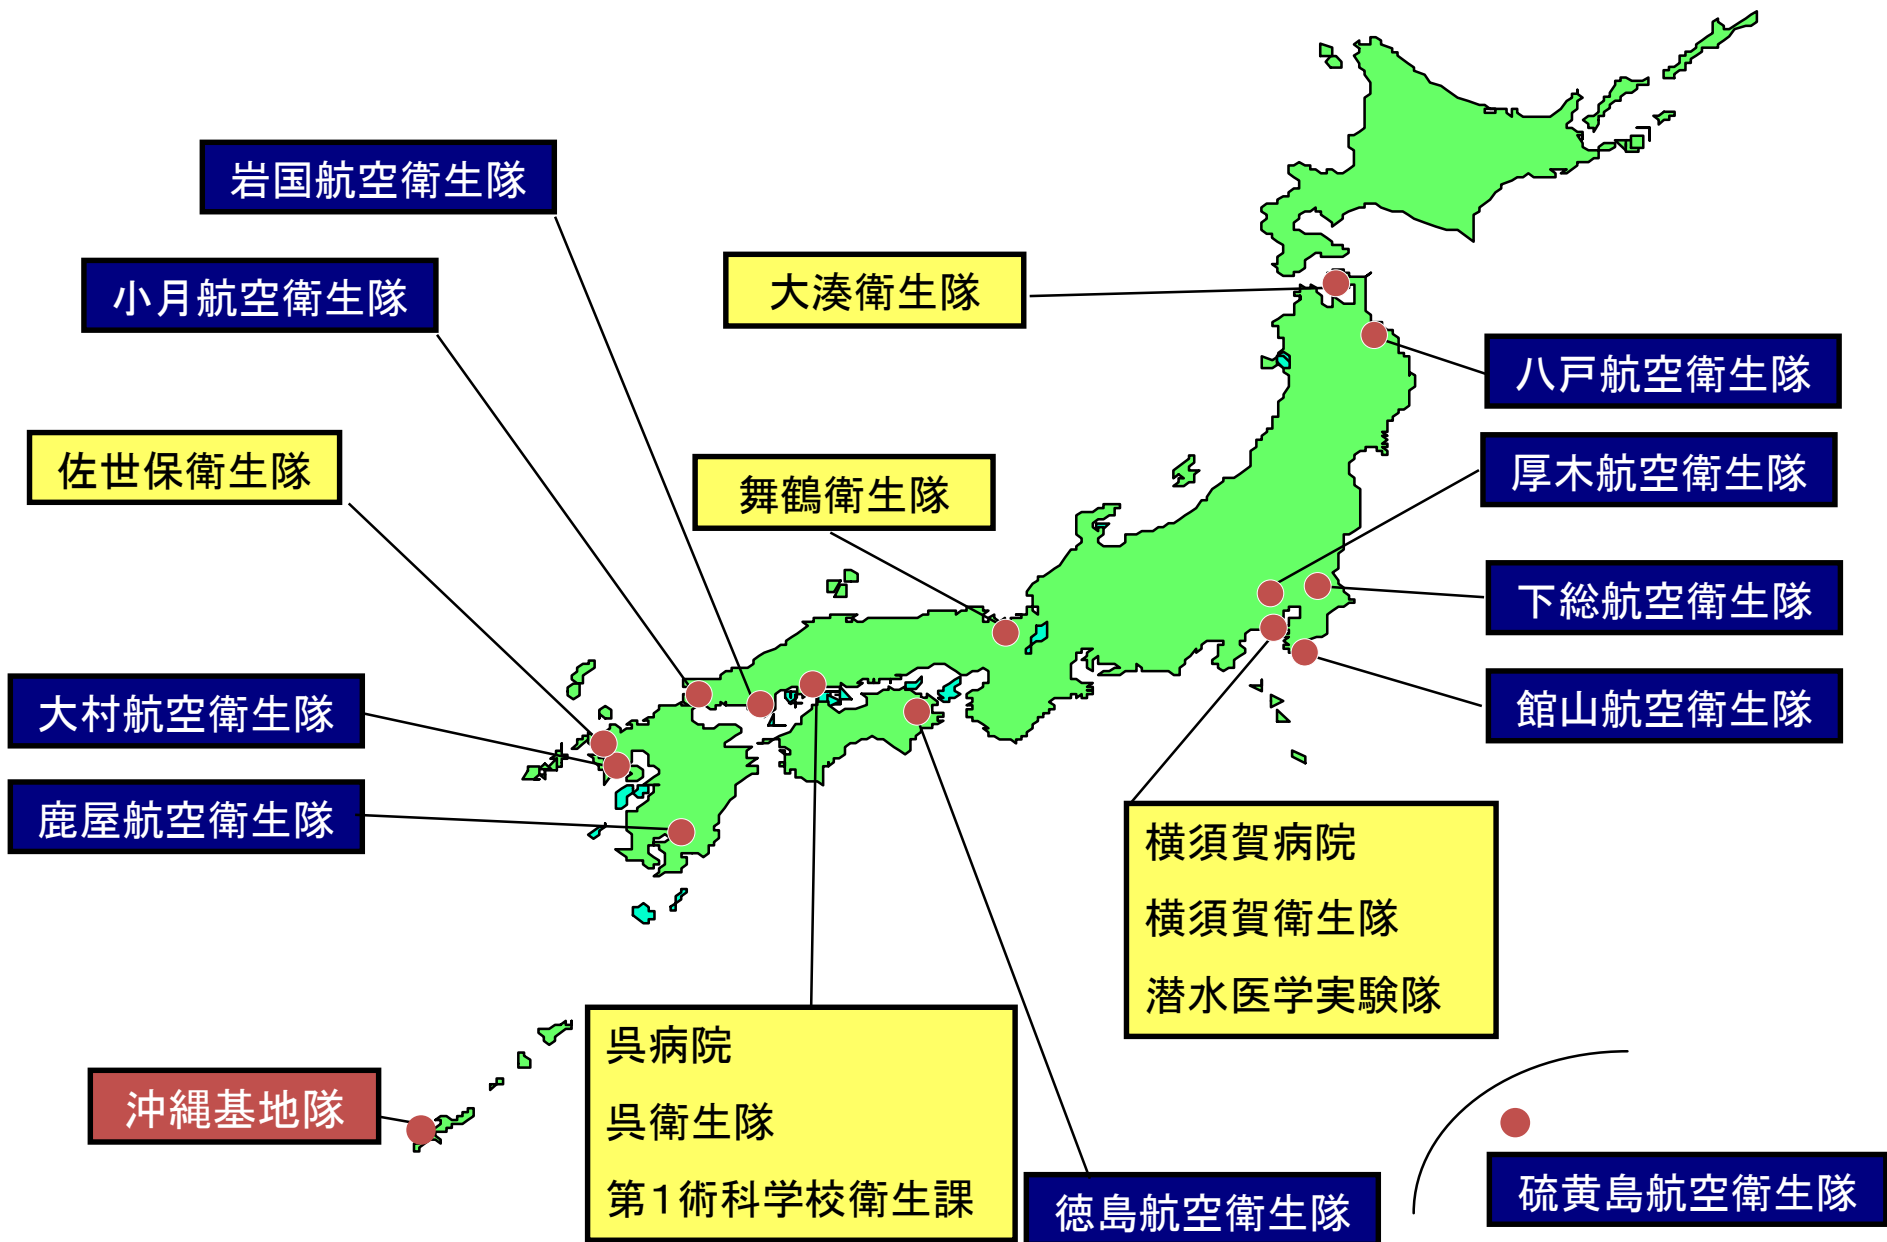 岩国航空衛生隊
小月航空衛生隊
大湊衛生隊
八戸航空衛生隊
佐世保衛生隊
舞鶴衛生隊
厚木航空衛生隊
下総航空衛生隊
大村航空衛生隊
館山航空衛生隊
鹿屋航空衛生隊
横須賀病院
横須賀衛生隊
潜水医学実験隊
沖縄基地隊
呉病院
呉衛生隊
第１術科学校衛生課
徳島航空衛生隊
硫黄島航空衛生隊